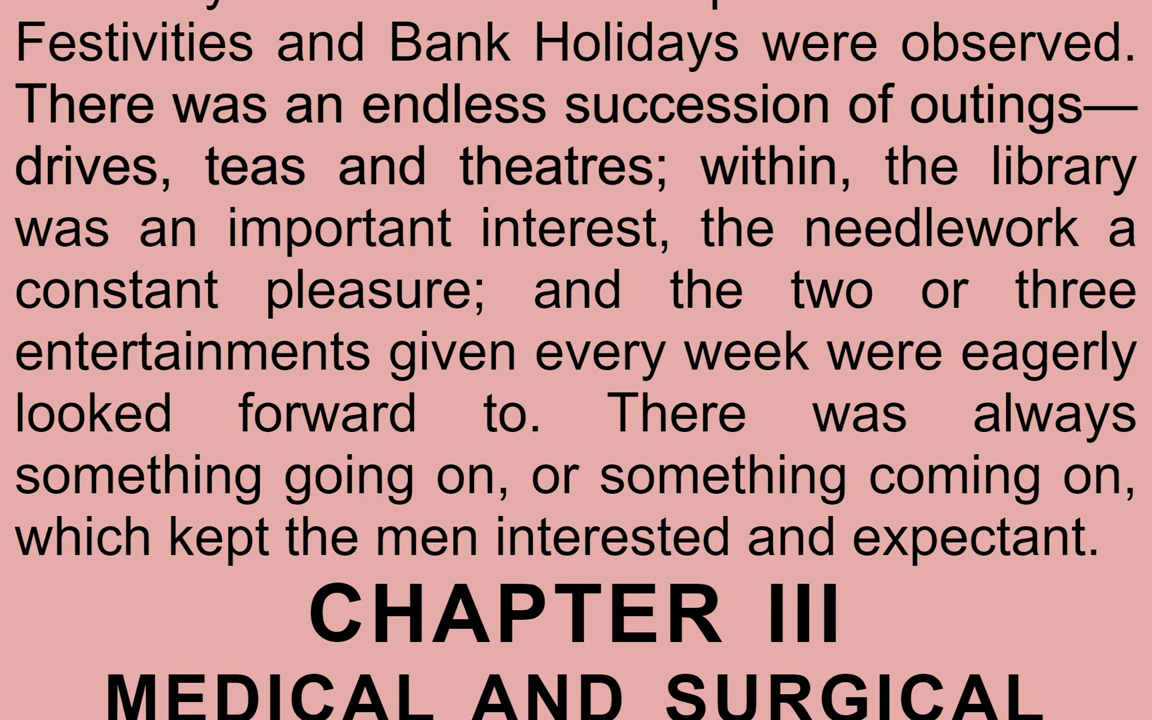 Festivities and Bank Holidays were observed.
There was an endless succession of outings—
drives, teas and theatres; within, the library
was an important interest, the needlework a
constant pleasure; and the two or three
entertainments given every week were eagerly
looked forward to. There was always
something going on, or something coming on,
which kept the men interested and expectant.
CHAPTER III
MEDICAL AND SURGICAL